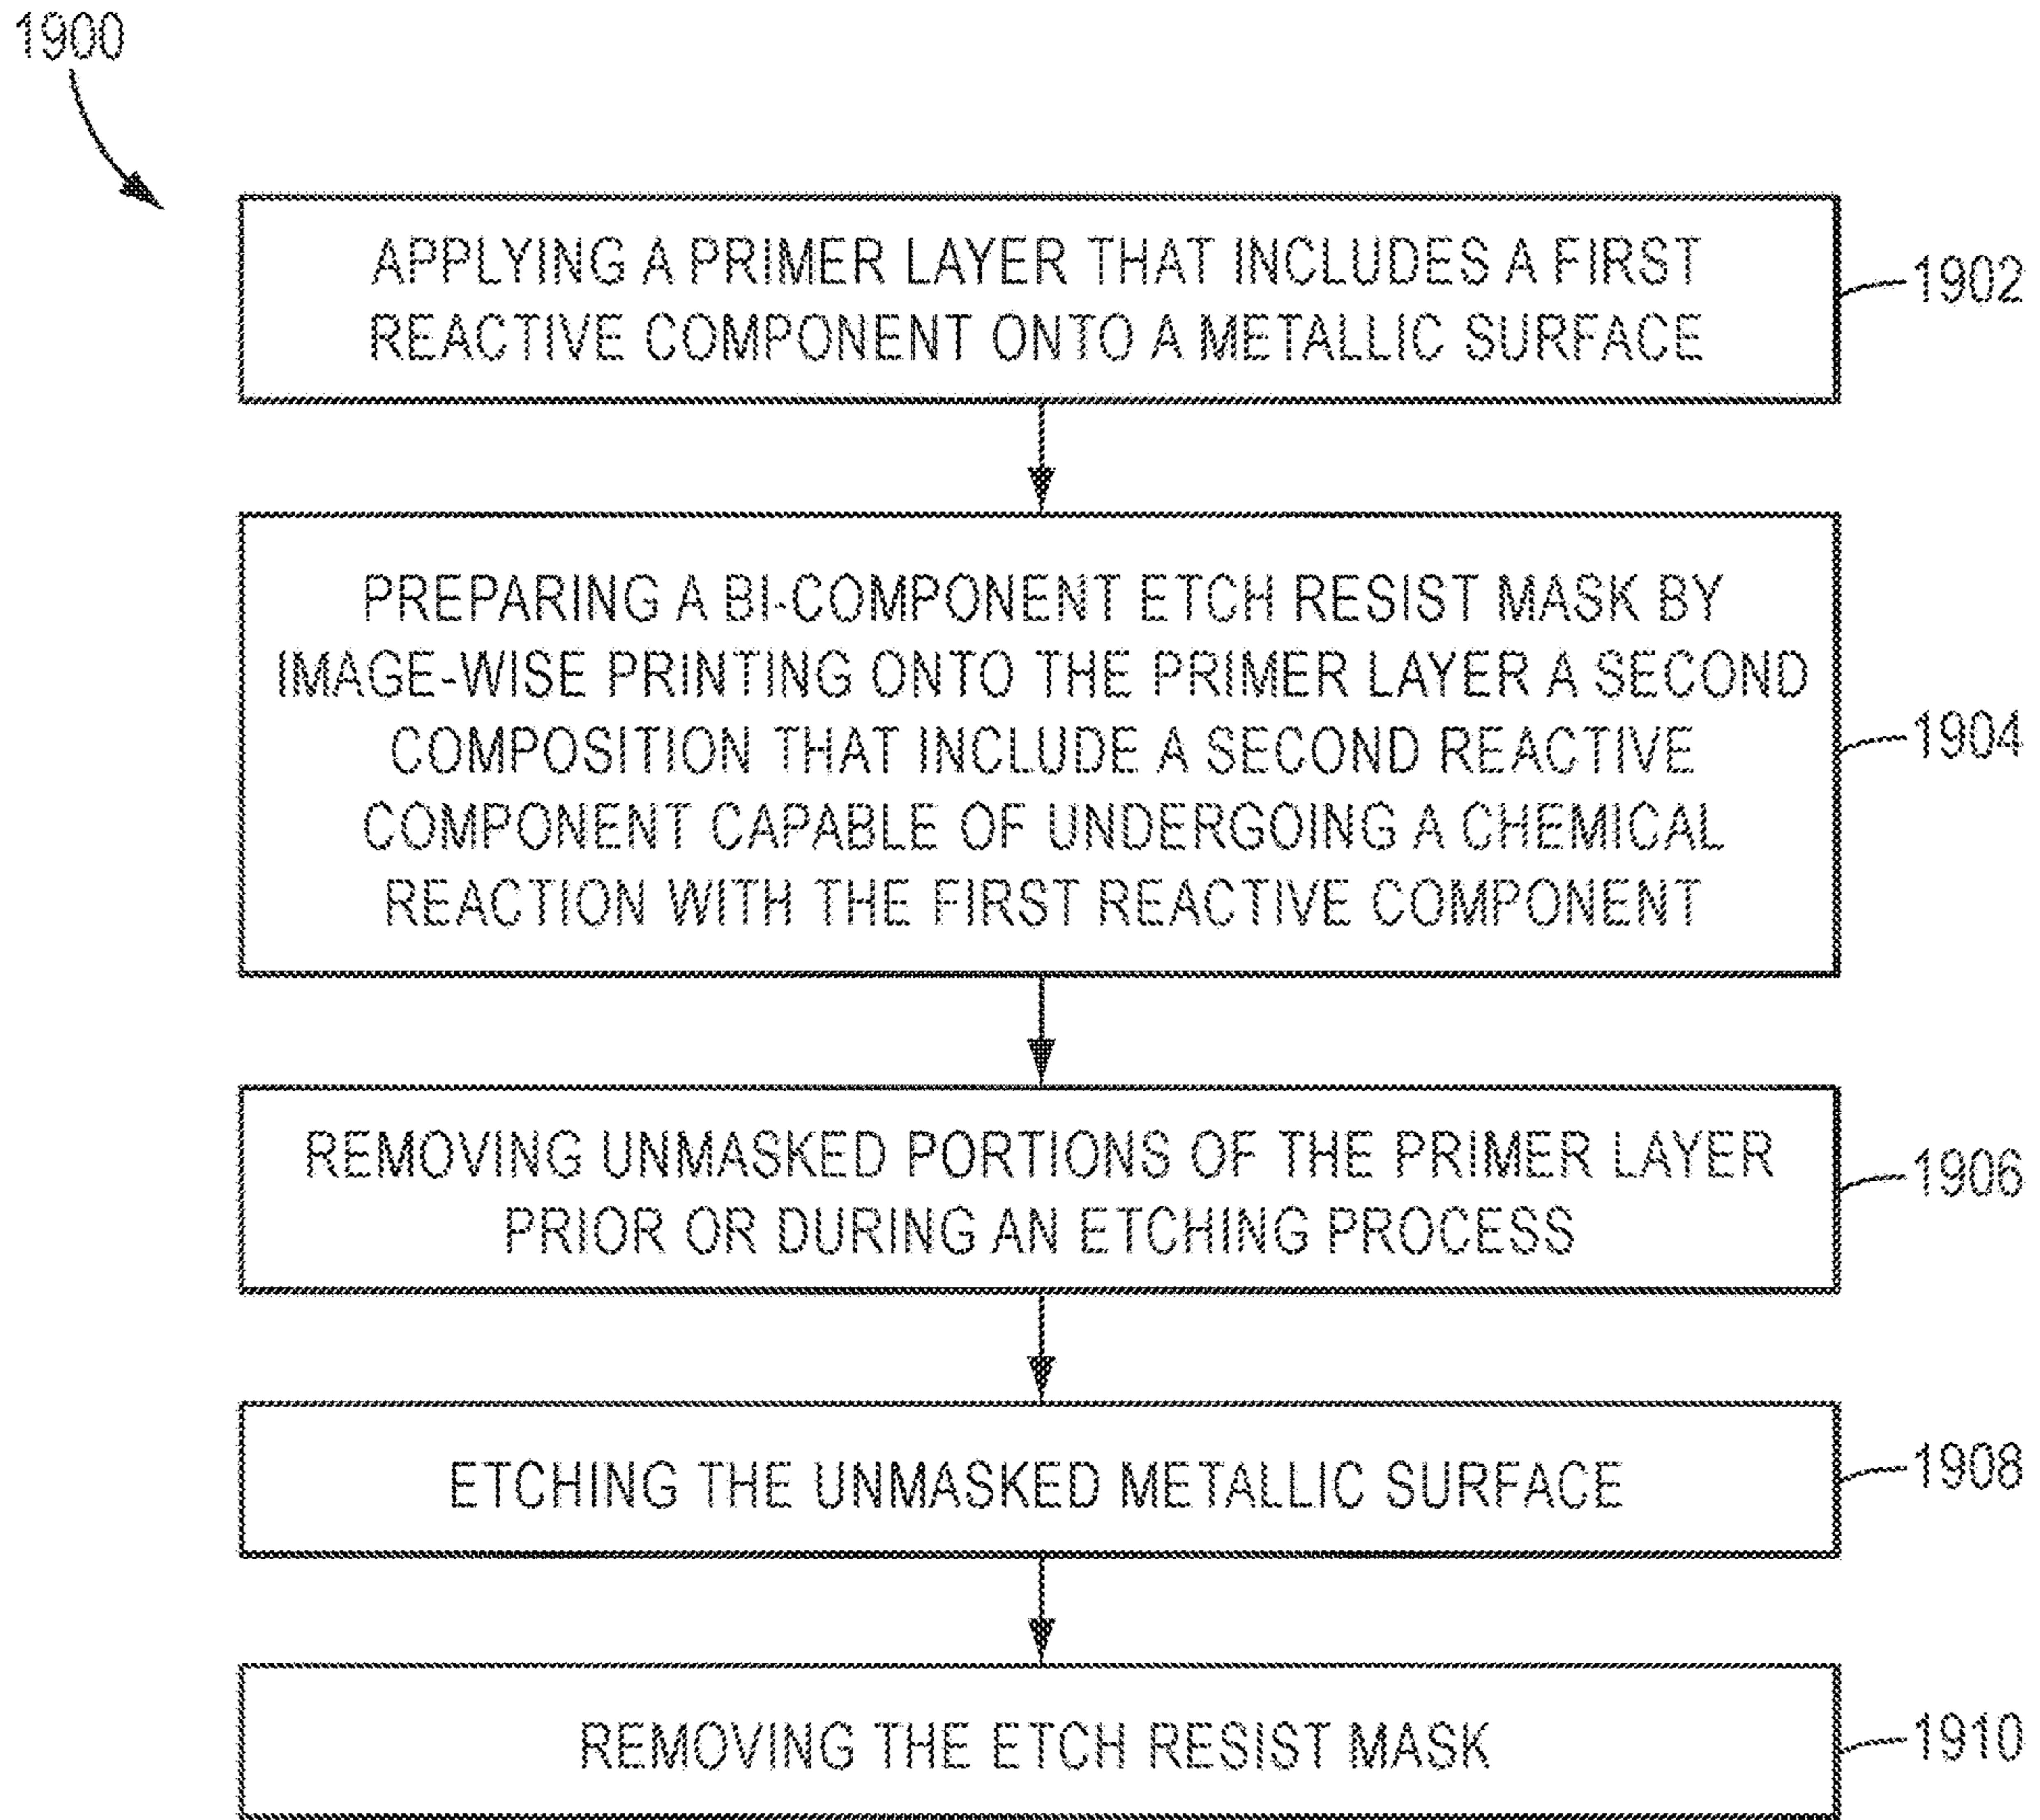 1900
APPLYING A PRIMER LAYER THAT INCLUDES A FIRST
REACTIVE COMPONENT ONTO A METALLIC SURFACE
1902
PREPARING A BI-COMPONENT ETCH RESIST MASK BY
IMAGE-WISE PRINTING ONTO THE PRIMER LAYER A SECOND
COMPOSITION THAT INCLUDE A SECOND REACTIVE
COMPONENT CAPABLE OF UNDERGOING A CHEMICAL
REACTION WITH THE FIRST REACTIVE COMPONENT
1904
REMOVING UNMASKED PORTIONS OF THE PRIMER LAYER
PRIOR OR DURING AN ETCHING PROCESS
1906
ETCHING THE UNMASKED METALLIC SURFACE
1908
REMOVING THE ETCH RESIST MASK
1910